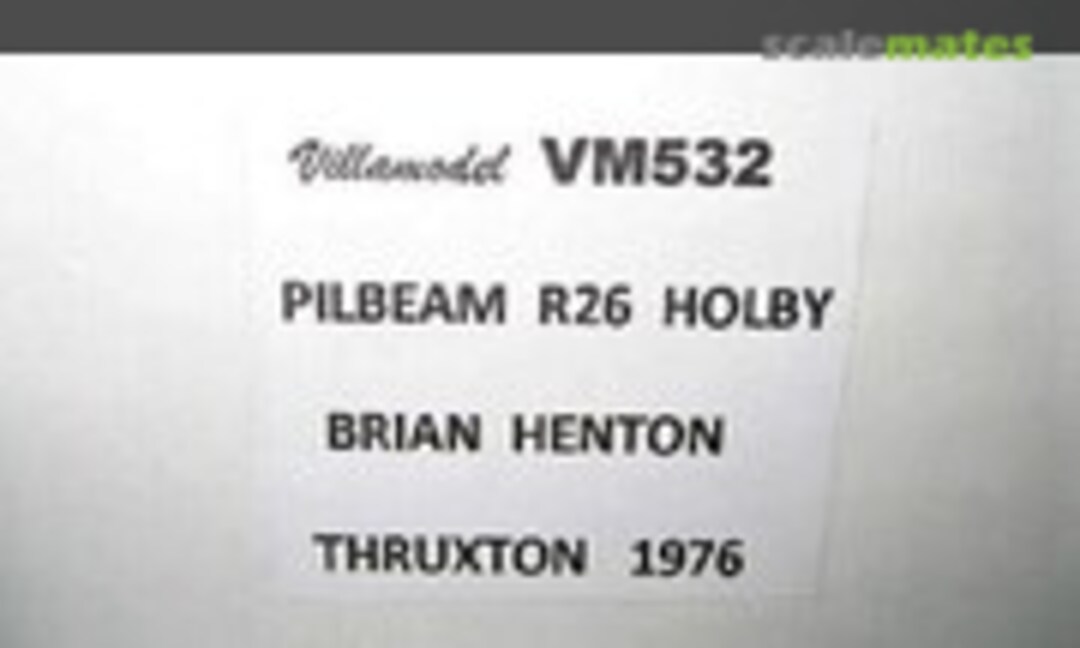 scalemates
Villamodel VM532
PILBEAM R26 HOLBY
BRIAN HENTON
THRUXTON 1976